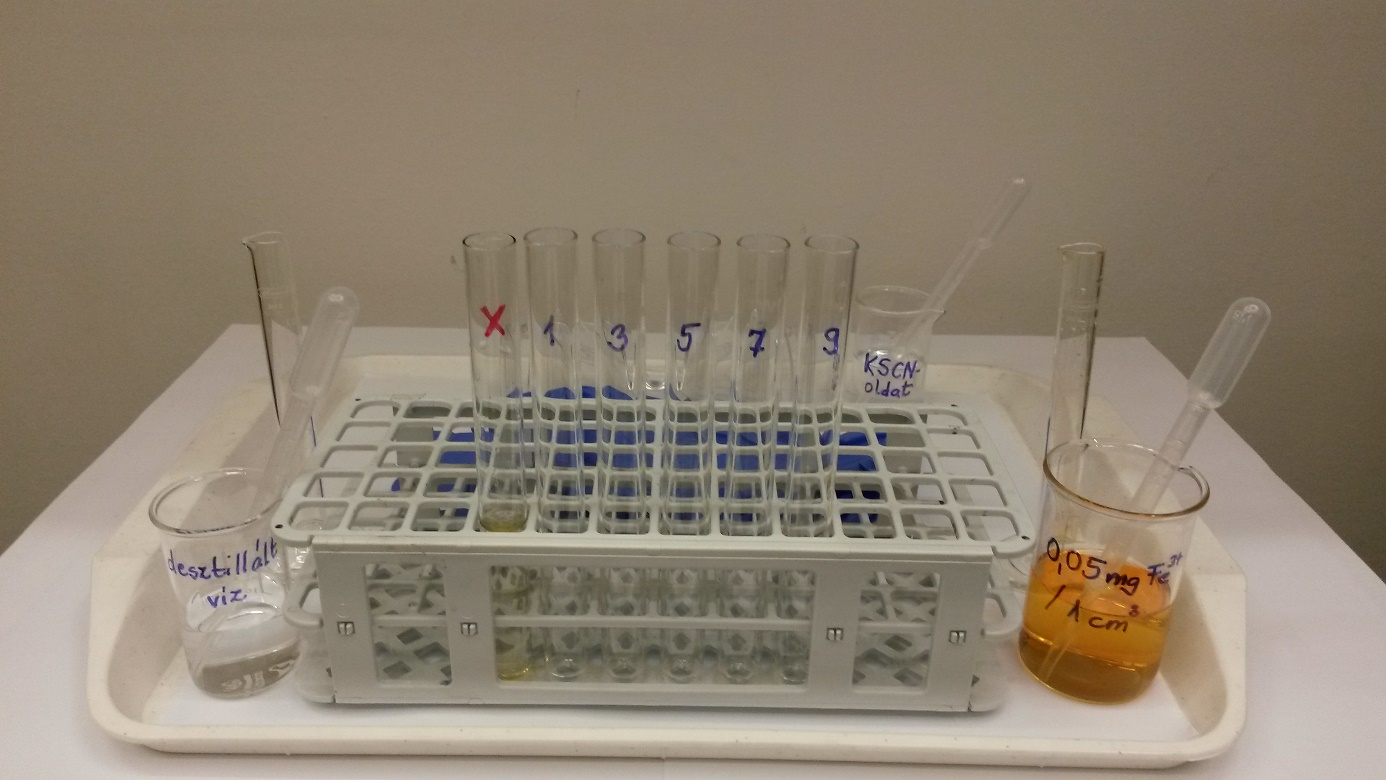 X
1
3
5
7
9
KSCN-
oldat
desztillált
víz
0,05 mg Fe³⁺
/ 1 cm³